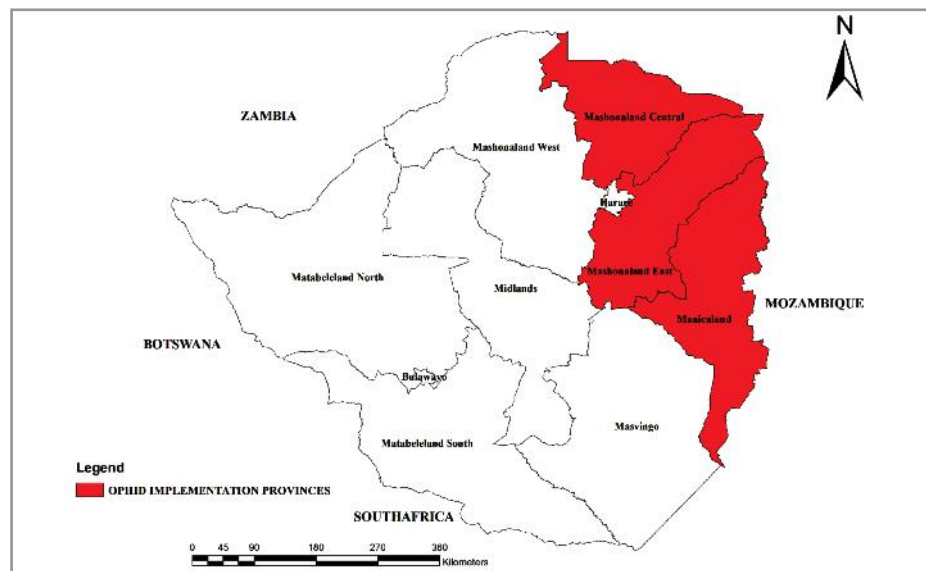 N
ZAMBIA
Mashonaland Central
Mashonaland West
Harare
Matabeleland North
Mashonaland East
Midlands
MOZAMBIQUE
Manicaland
BOTSWANA
Bulawayo
Masvingo
Matabeleland South
Legend
OPHID IMPLEMENTATION PROVINCES
SOUTHAFRICA
0 45 90 180 270 380
Kilometers